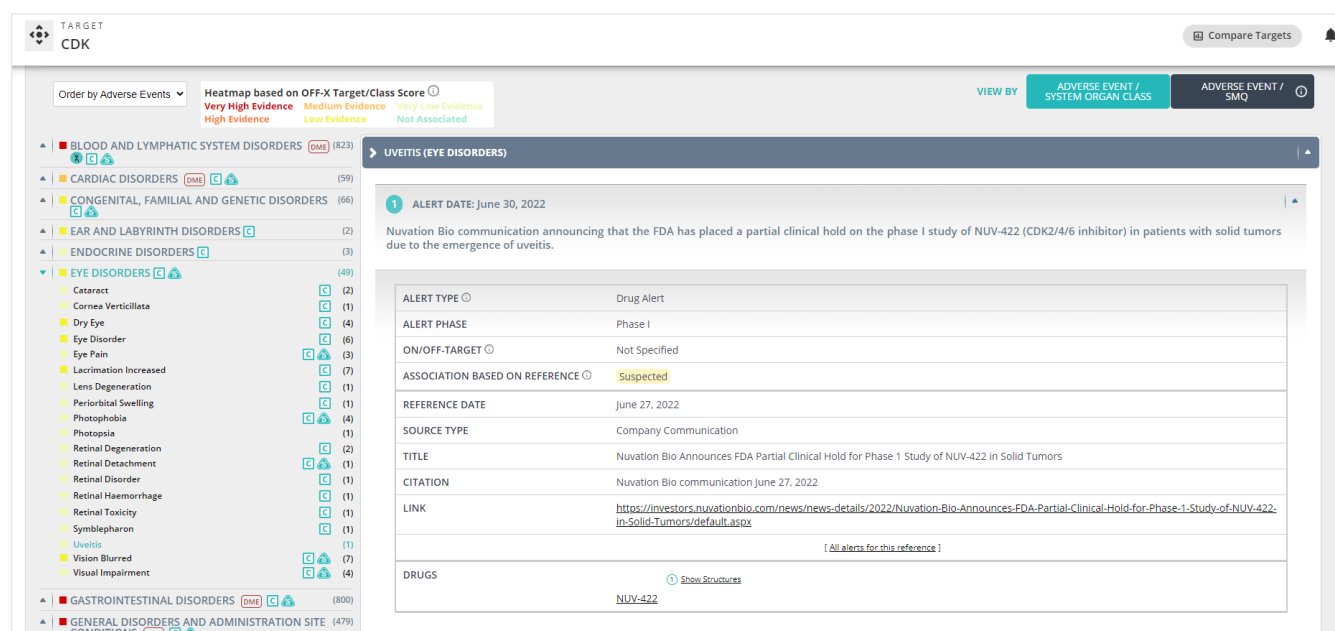 TARGET
CDK
Compare Targets
Order by Adverse Events
Heatmap based on OFF-X Target/Class Score
Very High Evidence Medium Evidence Very Low Evidence
High Evidence Low Evidence Not Associated
VIEW BY
ADVERSE EVENT /
SYSTEM ORGAN CLASS
ADVERSE EVENT /
SMQ
BLOOD AND LYMPHATIC SYSTEM DISORDERS DME (823)
C
CARDIAC DISORDERS DME C (59)
CONGENITAL, FAMILIAL AND GENETIC DISORDERS (66)
C
EAR AND LABYRINTH DISORDERS C (2)
ENDOCRINE DISORDERS C (3)
EYE DISORDERS C (49)
Cataract C (2)
Cornea Verticillata C (1)
Dry Eye C (4)
Eye Disorder C (6)
Eye Pain C (3)
Lacrimation Increased C (7)
Lens Degeneration C (1)
Periorbital Swelling C (1)
Photophobia C (4)
Photopsia (1)
Retinal Degeneration C (2)
Retinal Detachment C (1)
Retinal Disorder C (1)
Retinal Haemorrhage C (1)
Retinal Toxicity C (1)
Symblepharon C (1)
Uveitis (1)
Vision Blurred C (7)
Visual Impairment C (4)
GASTROINTESTINAL DISORDERS DME C (800)
GENERAL DISORDERS AND ADMINISTRATION SITE (479)
UVEITIS (EYE DISORDERS)
1 ALERT DATE: June 30, 2022
Nuvation Bio communication announcing that the FDA has placed a partial clinical hold on the phase I study of NUV-422 (CDK2/4/6 inhibitor) in patients with solid tumors
due to the emergence of uveitis.
ALERT TYPE Drug Alert
ALERT PHASE Phase I
ON/OFF-TARGET Not Specified
ASSOCIATION BASED ON REFERENCE Suspected
REFERENCE DATE June 27, 2022
SOURCE TYPE Company Communication
TITLE Nuvation Bio Announces FDA Partial Clinical Hold for Phase 1 Study of NUV-422 in Solid Tumors
CITATION Nuvation Bio communication June 27, 2022
LINK https://investors.nuvationbio.com/news/news-details/2022/Nuvation-Bio-Announces-FDA-Partial-Clinical-Hold-for-Phase-1-Study-of-NUV-422-
in-Solid-Tumors/default.aspx
[ All alerts for this reference ]
DRUGS 1 Show Structures
NUV-422